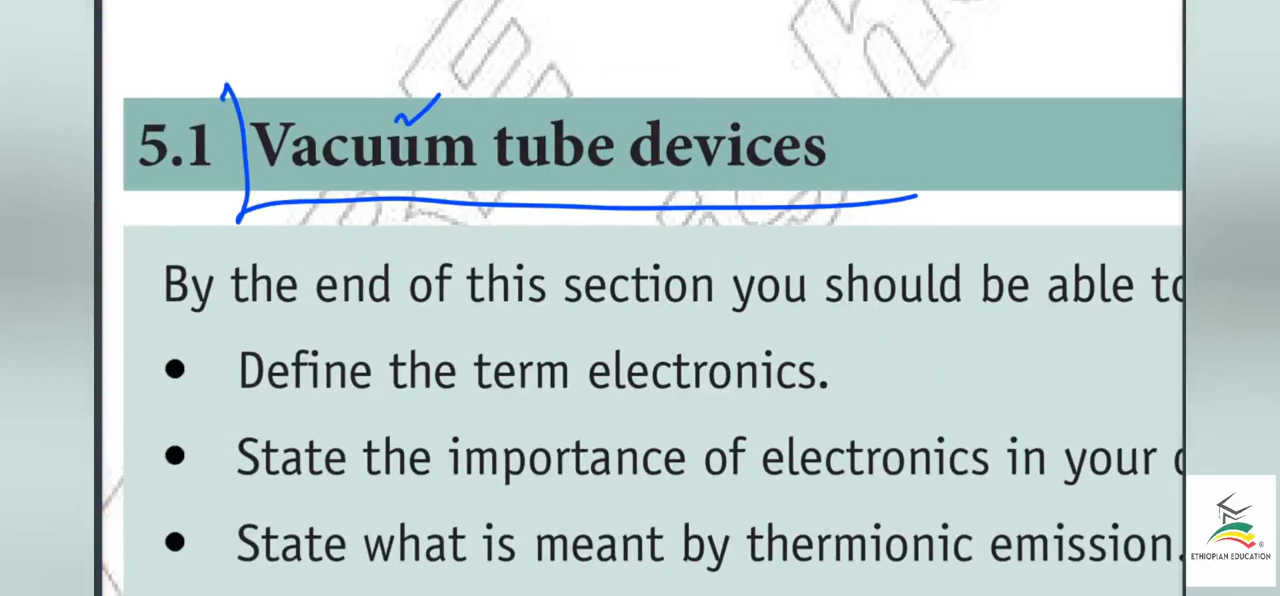 5.1 Vacuum tube devices
By the end of this section you should be able to
• Define the term electronics.
• State the importance of electronics in your
• State what is meant by thermionic emission.
ETHIOPIAN EDUCATION